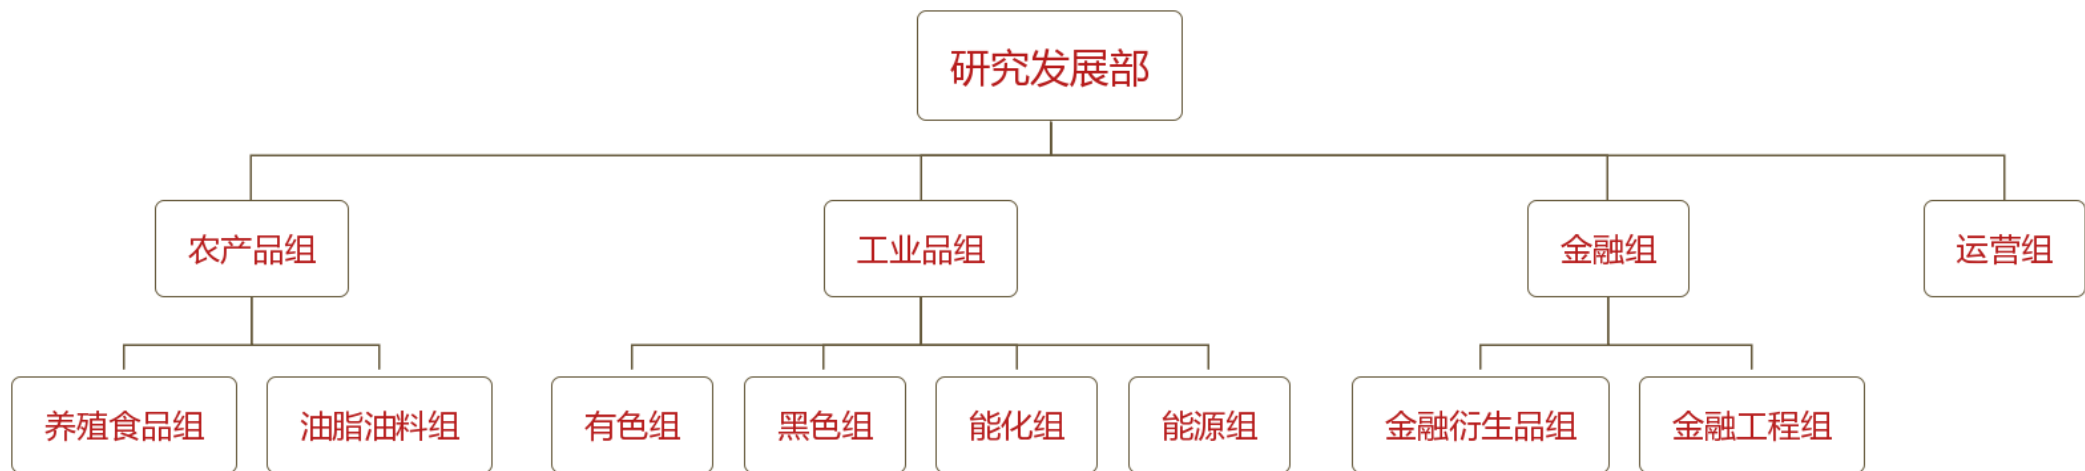 研究发展部
农产品组
工业品组
金融组
运营组
养殖食品组
油脂油料组
有色组
黑色组
能化组
能源组
金融衍生品组
金融工程组